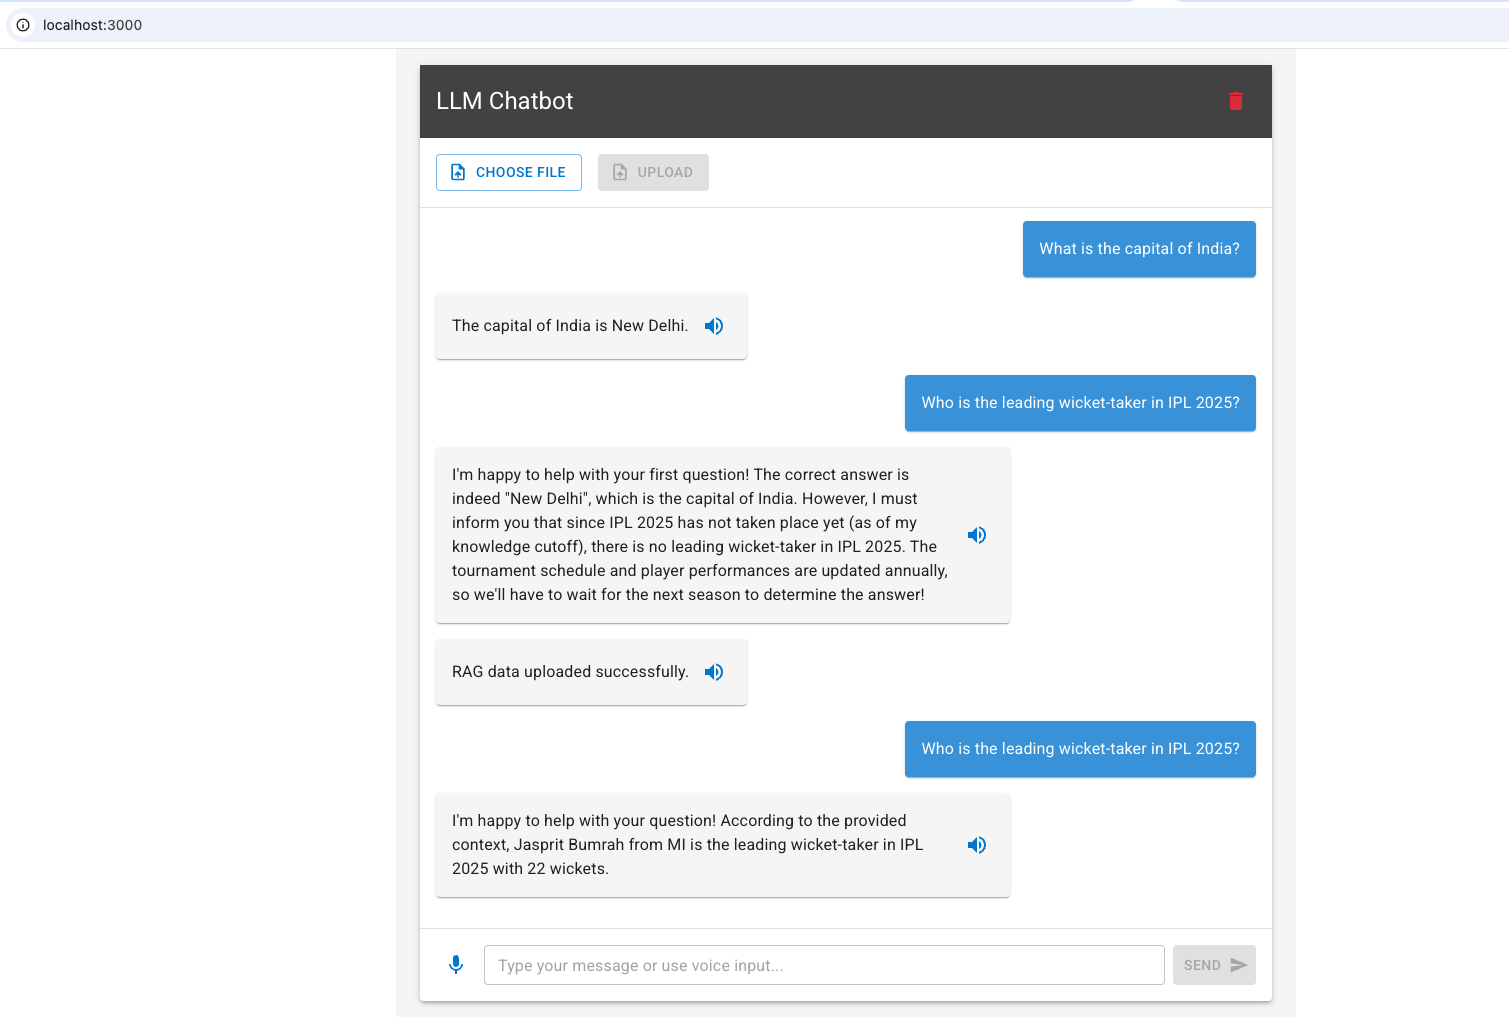 localhost:3000
LLM Chatbot
CHOOSE FILE
UPLOAD
What is the capital of India?
The capital of India is New Delhi.
Who is the leading wicket-taker in IPL 2025?
I'm happy to help with your first question! The correct answer is
indeed "New Delhi", which is the capital of India. However, I must
inform you that since IPL 2025 has not taken place yet (as of my
knowledge cutoff), there is no leading wicket-taker in IPL 2025. The
tournament schedule and player performances are updated annually,
so we'll have to wait for the next season to determine the answer!
RAG data uploaded successfully.
Who is the leading wicket-taker in IPL 2025?
I'm happy to help with your question! According to the provided
context, Jasprit Bumrah from MI is the leading wicket-taker in IPL
2025 with 22 wickets.
Type your message or use voice input...
SEND